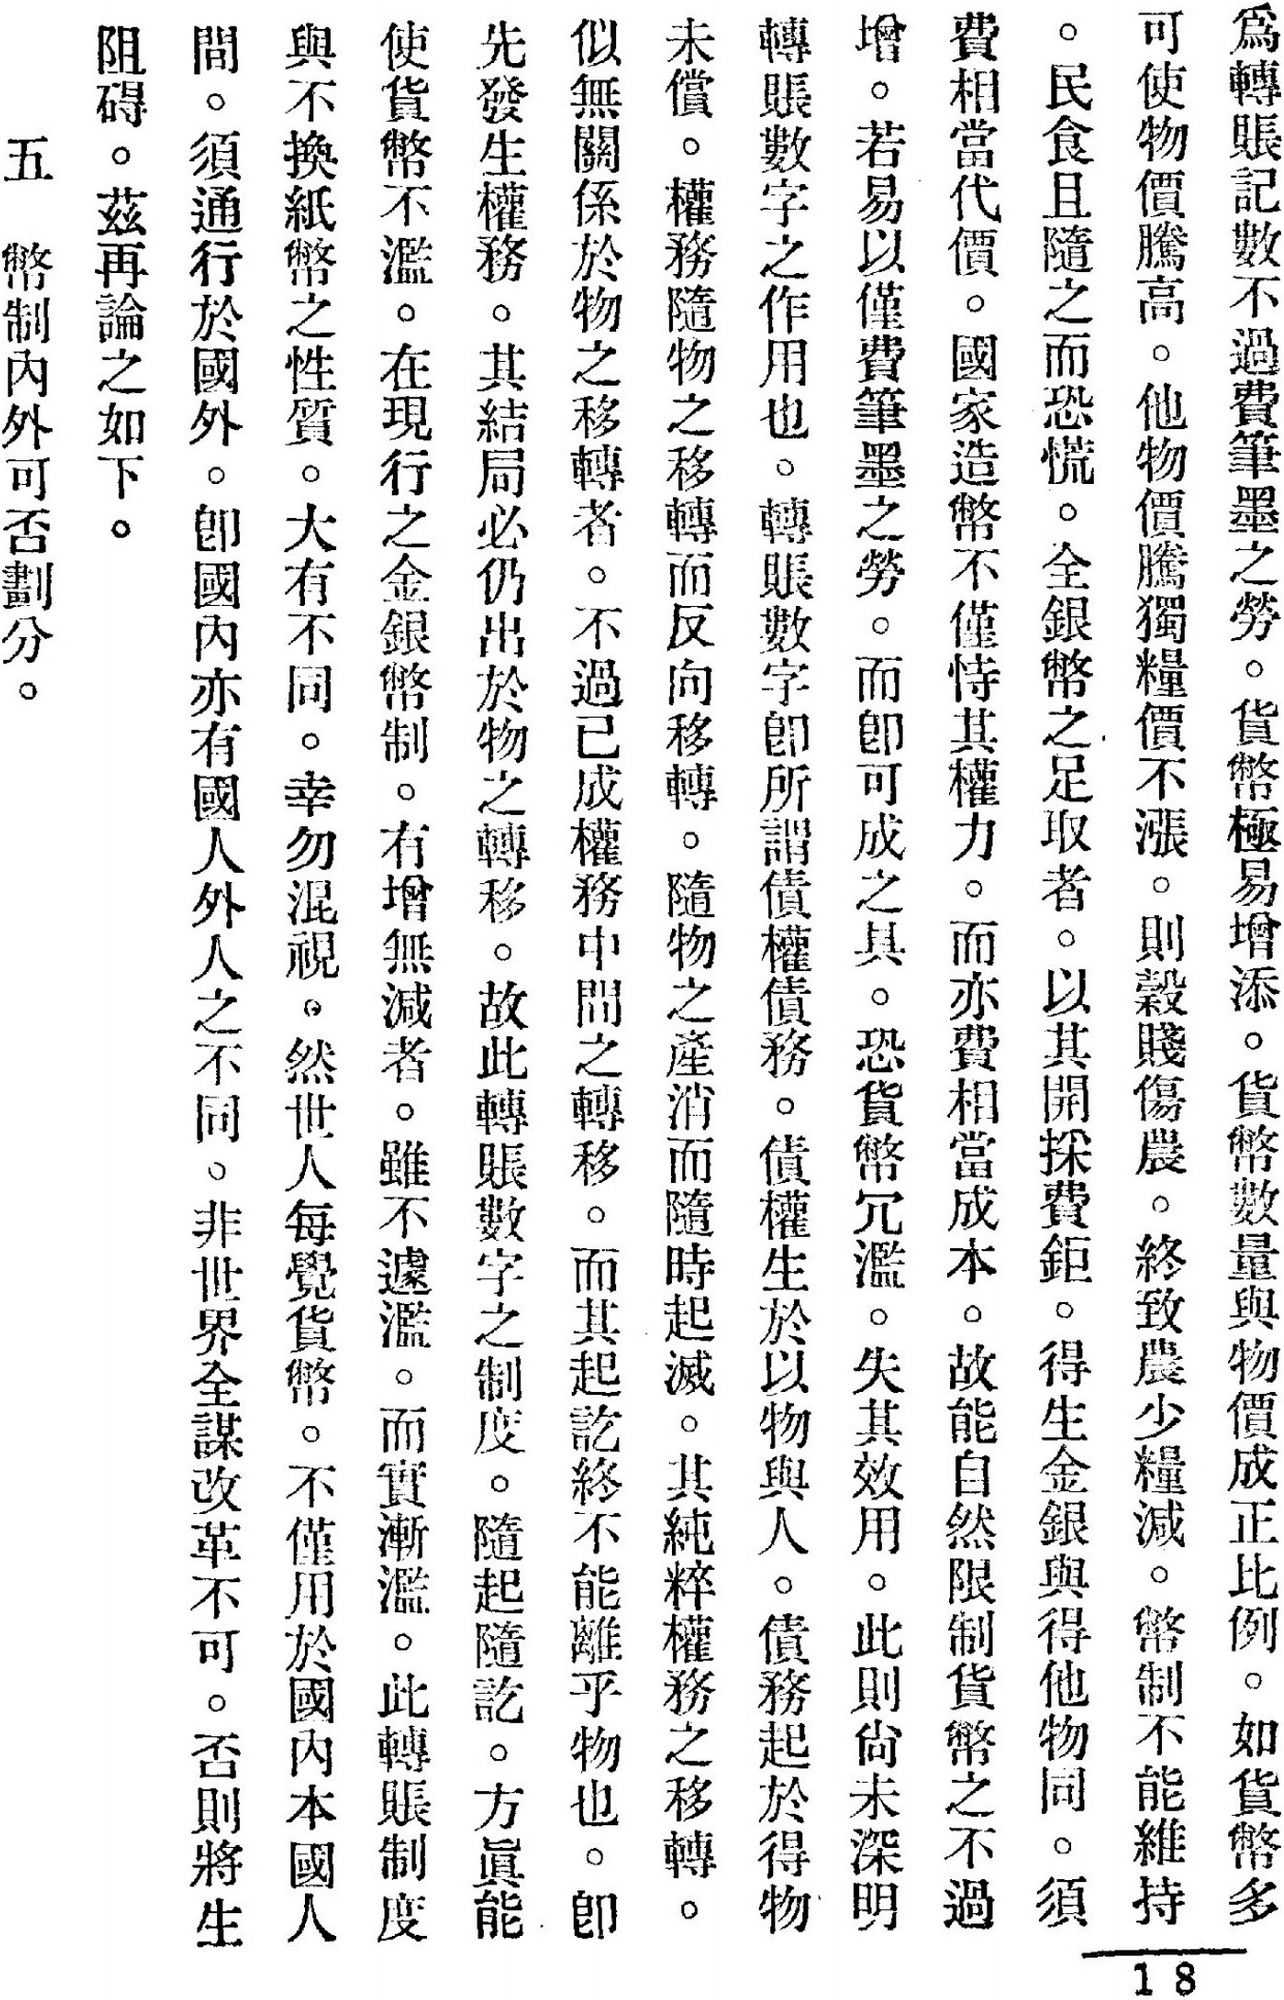 爲轉賬記數不過費筆墨之勞。貨幣極易增添。貨幣數量與物價成正比例。如貨幣多
可使物價騰高。他物價騰獨糧價不漲。則穀賤傷農。終致農少糧減。幣制不能維持
。民食且隨之而恐慌。全銀幣之足取者。以其開採費鉅。得生金銀與得他物同。須
費相當代價。國家造幣不僅恃其權力。而亦費相當成本。故能自然限制貨幣之不過
增。若易以僅費筆墨之勞。而卽可成之具。恐貨幣冗濫。失其效用。此則尙未深明
轉賬數字之作用也。轉賬數字卽所謂債權債務。債權生於以物與人。債務起於得物
未償。權務隨物之移轉而反向移轉。隨物之產消而隨時起滅。其純粹權務之移轉。
似無關係於物之移轉者。不過已成權務中間之轉移。而其起訖終不能離乎物也。卽
先發生權務。其結局必仍出於物之轉移。故此轉賬數字之制度。隨起隨訖。方眞能
使貨幣不濫。在現行之金銀幣制。有增無減者。雖不遽濫。而實漸濫。此轉賬制度
與不換紙幣之性質。大有不同。幸勿混視。然世人每覺貨幣。不僅用於國內本國人
間。須通行於國外。卽國內亦有國人外人之不同。非世界全謀改革不可。否則將生
阻碍。茲再論之如下。
五　幣制內外可否劃分。
18